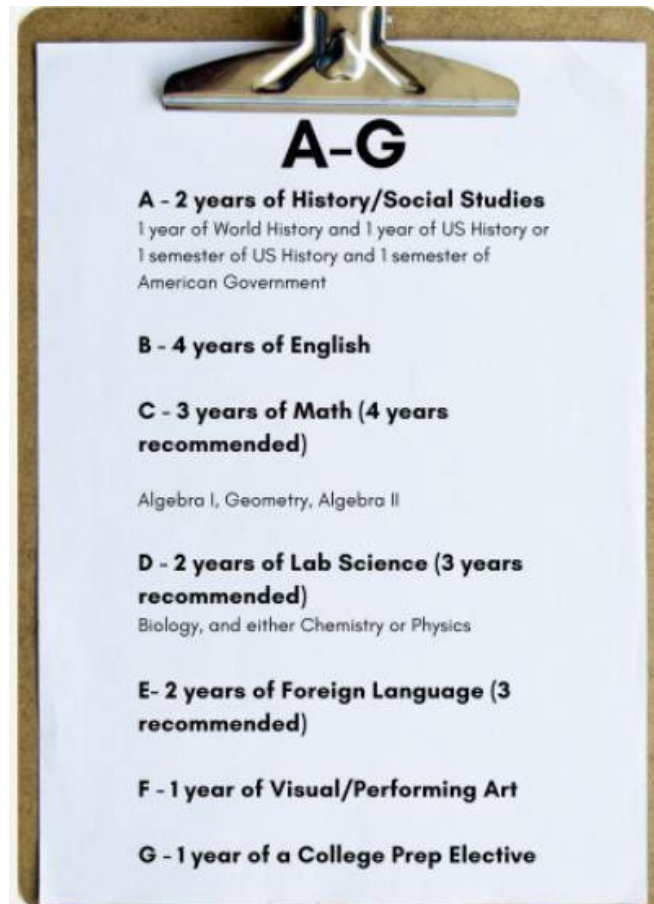 A-G
A - 2 years of History/Social Studies
1 year of World History and 1 year of US History or
1 semester of US History and 1 semester of
American Government
B - 4 years of English
C - 3 years of Math (4 years
recommended)
Algebra I, Geometry, Algebra II
D - 2 years of Lab Science (3 years
recommended)
Biology, and either Chemistry or Physics
E- 2 years of Foreign Language (3
recommended)
F - 1 year of Visual/Performing Art
G - 1 year of a College Prep Elective